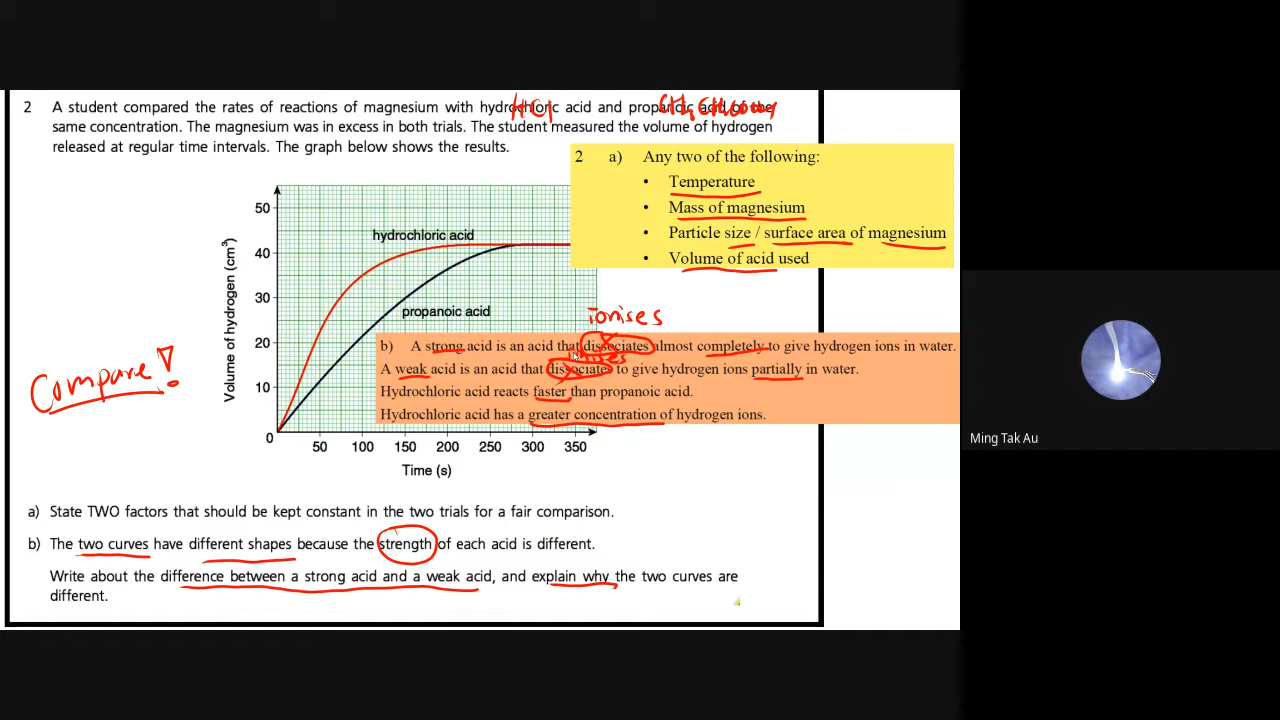 2 A student compared the rates of reactions of magnesium with hydrochloric acid and propanoic acid of the
HCl
same concentration. The magnesium was in excess in both trials. The student measured the volume of hydrogen
released at regular time intervals. The graph below shows the results.
2 a) Any two of the following:
• Temperature
• Mass of magnesium
• Particle size / surface area of magnesium
• Volume of acid used
Volume of hydrogen (cm³)
50
40
30
20
10
0
hydrochloric acid
propanoic acid
50 100 150 200 250 300 350
Time (s)
ionises
b) A strong acid is an acid that dissociates almost completely to give hydrogen ions in water.
A weak acid is an acid that dissociates to give hydrogen ions partially in water.
Hydrochloric acid reacts faster than propanoic acid.
Hydrochloric acid has a greater concentration of hydrogen ions.
Compare!
Ming Tak Au
a) State TWO factors that should be kept constant in the two trials for a fair comparison.
b) The two curves have different shapes because the strength of each acid is different.
Write about the difference between a strong acid and a weak acid, and explain why the two curves are
different.